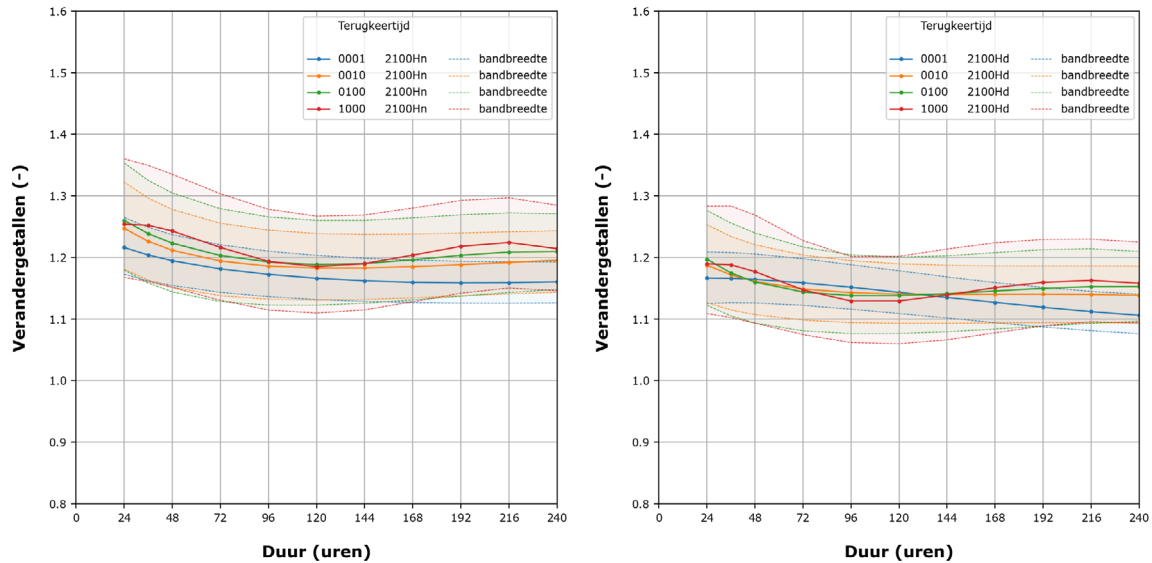 Terugkeertijd
0001 2100Hn bandbreedte
0010 2100Hn bandbreedte
0100 2100Hn bandbreedte
1000 2100Hn bandbreedte
Verandergetallen (-)
1.6
1.5
1.4
1.3
1.2
1.1
1.0
0.9
0.8
0 24 48 72 96 120 144 168 192 216 240
Duur (uren)
Terugkeertijd
0001 2100Hd bandbreedte
0010 2100Hd bandbreedte
0100 2100Hd bandbreedte
1000 2100Hd bandbreedte
Verandergetallen (-)
1.6
1.5
1.4
1.3
1.2
1.1
1.0
0.9
0.8
0 24 48 72 96 120 144 168 192 216 240
Duur (uren)